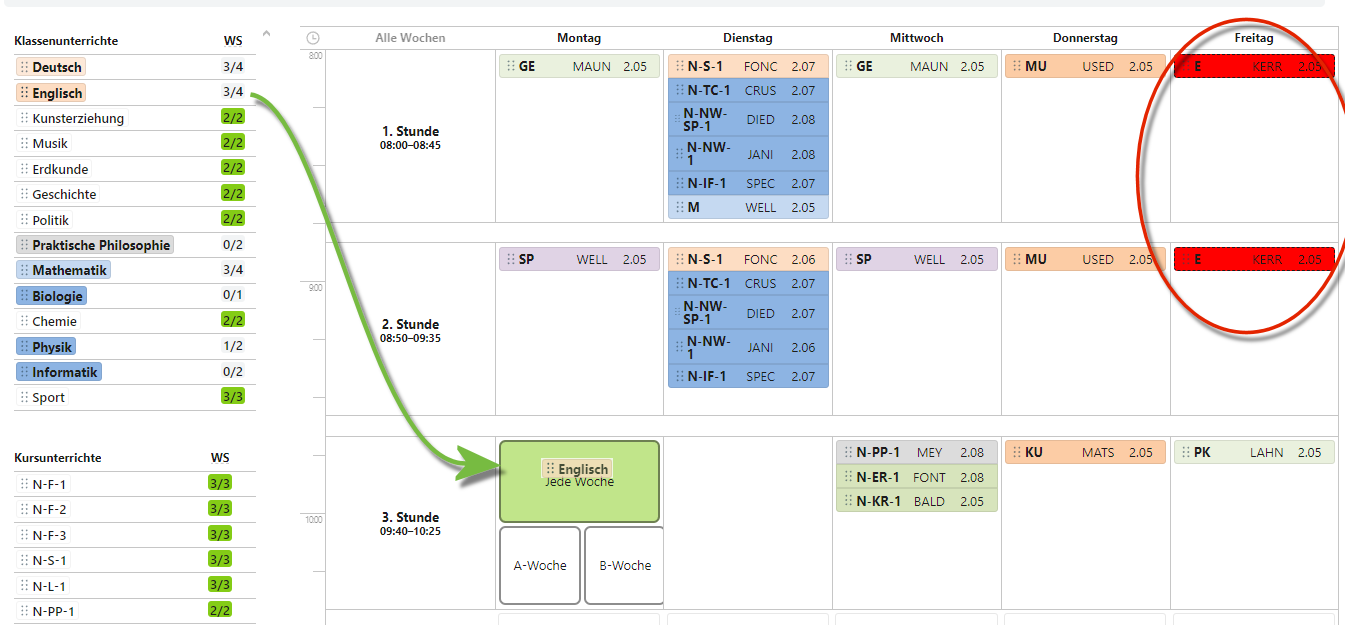 Klassenunterrichte WS
Deutsch 3/4
Englisch 3/4
Kunsterziehung 2/2
Musik 2/2
Erdkunde 2/2
Geschichte 2/2
Politik 2/2
Praktische Philosophie 0/2
Mathematik 3/4
Biologie 0/1
Chemie 2/2
Physik 1/2
Informatik 0/2
Sport 3/3
Kursunterrichte WS
N-F-1 3/3
N-F-2 3/3
N-F-3 3/3
N-S-1 3/3
N-L-1 3/3
N-PP-1 2/2
Alle Wochen Montag Dienstag Mittwoch Donnerstag Freitag
800
1. Stunde
08:00–08:45
GE MAUN 2.05
N-S-1 FONC 2.07
N-TC-1 CRUS 2.07
N-NW-
SP-1 DIED 2.08
N-NW-
1 JANI 2.08
N-IF-1 SPEC 2.07
M WELL 2.05
GE MAUN 2.05
MU USED 2.05
E KERR 2.05
900
2. Stunde
08:50–09:35
SP WELL 2.05
N-S-1 FONC 2.06
N-TC-1 CRUS 2.07
N-NW-
SP-1 DIED 2.07
N-NW-
1 JANI 2.06
N-IF-1 SPEC 2.07
SP WELL 2.05
MU USED 2.05
E KERR 2.05
1000
3. Stunde
09:40–10:25
Englisch
Jede Woche
A-Woche B-Woche
N-PP-1 MEY 2.08
N-ER-1 FONT 2.08
N-KR-1 BALD 2.05
KU MATS 2.05
PK LAHN 2.05